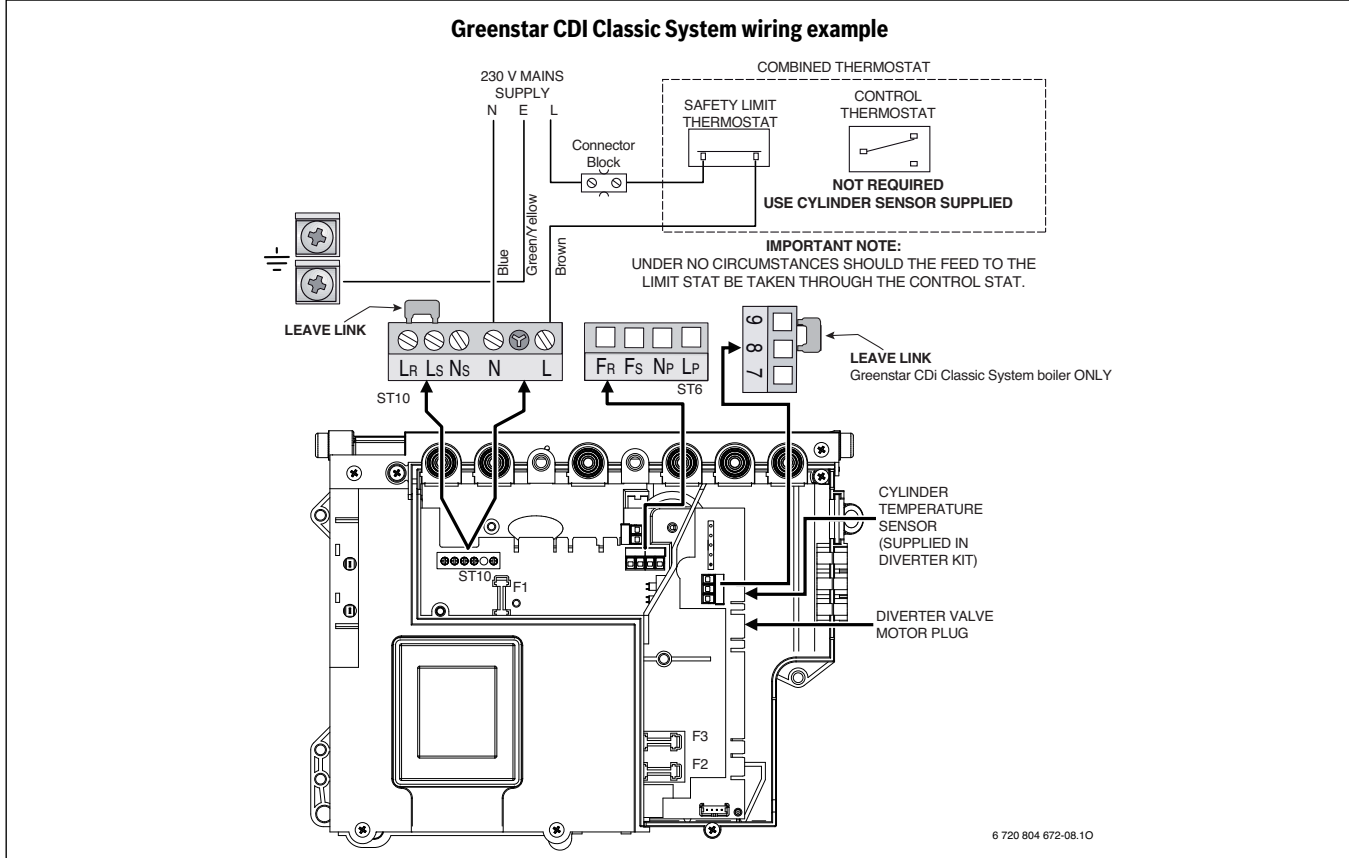 Greenstar CDI Classic System wiring example
COMBINED THERMOSTAT
230 V MAINS
SUPPLY
N E L
SAFETY LIMIT
THERMOSTAT
CONTROL
THERMOSTAT
Connector
Block
NOT REQUIRED
USE CYLINDER SENSOR SUPPLIED
Blue
Green/Yellow
Brown
IMPORTANT NOTE:
UNDER NO CIRCUMSTANCES SHOULD THE FEED TO THE
LIMIT STAT BE TAKEN THROUGH THE CONTROL STAT.
LEAVE LINK
LR LS NS N L
ST10
FR FS NP LP
ST6
9
8
7
LEAVE LINK
Greenstar CDi Classic System boiler ONLY
ST10
F1
CYLINDER
TEMPERATURE
SENSOR
(SUPPLIED IN
DIVERTER KIT)
DIVERTER VALVE
MOTOR PLUG
F3
F2
6 720 804 672-08.1O